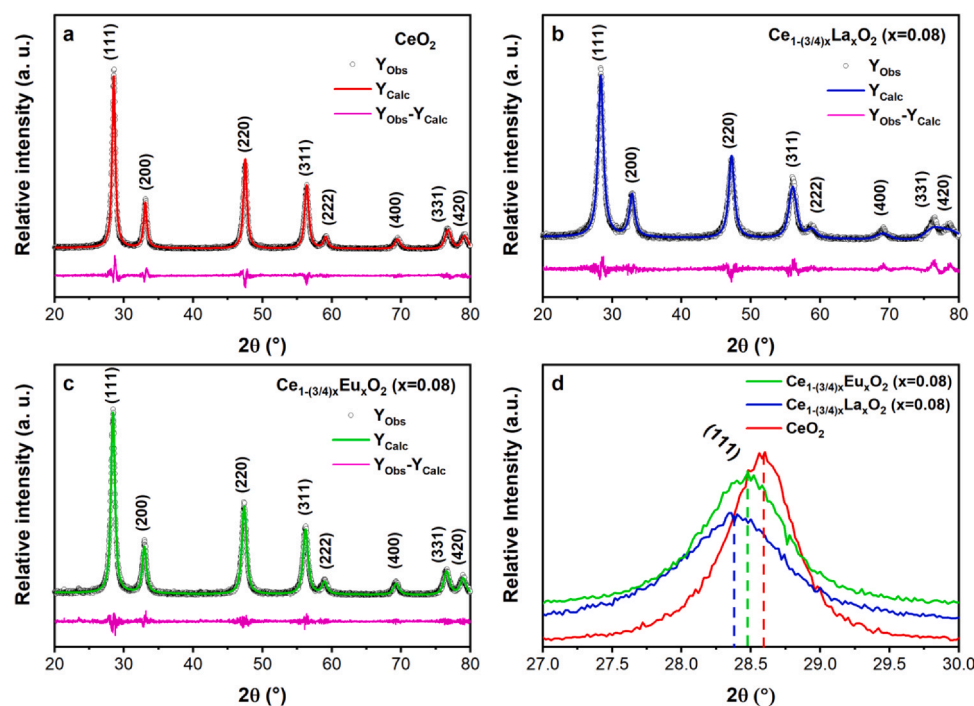 a
CeO₂
Y_Obs
Y_Calc
Y_Obs-Y_Calc
(111)
(200)
(220)
(311)
(222)
(400)
(331)
(420)
Relative intensity (a. u.)
20 30 40 50 60 70 80
2θ (°)
b
Ce₁₋₍₃/₄₎ₓLaₓO₂ (x=0.08)
Y_Obs
Y_Calc
Y_Obs-Y_Calc
(111)
(200)
(220)
(311)
(222)
(400)
(331)
(420)
Relative intensity (a. u.)
20 30 40 50 60 70 80
2θ (°)
c
Ce₁₋₍₃/₄₎ₓEuₓO₂ (x=0.08)
Y_Obs
Y_Calc
Y_Obs-Y_Calc
(111)
(200)
(220)
(311)
(222)
(400)
(331)
(420)
Relative intensity (a. u.)
20 30 40 50 60 70 80
2θ (°)
d
Ce₁₋₍₃/₄₎ₓEuₓO₂ (x=0.08)
Ce₁₋₍₃/₄₎ₓLaₓO₂ (x=0.08)
CeO₂
(111)
Relative Intensity (a.u.)
27.0 27.5 28.0 28.5 29.0 29.5 30.0
2θ (°)